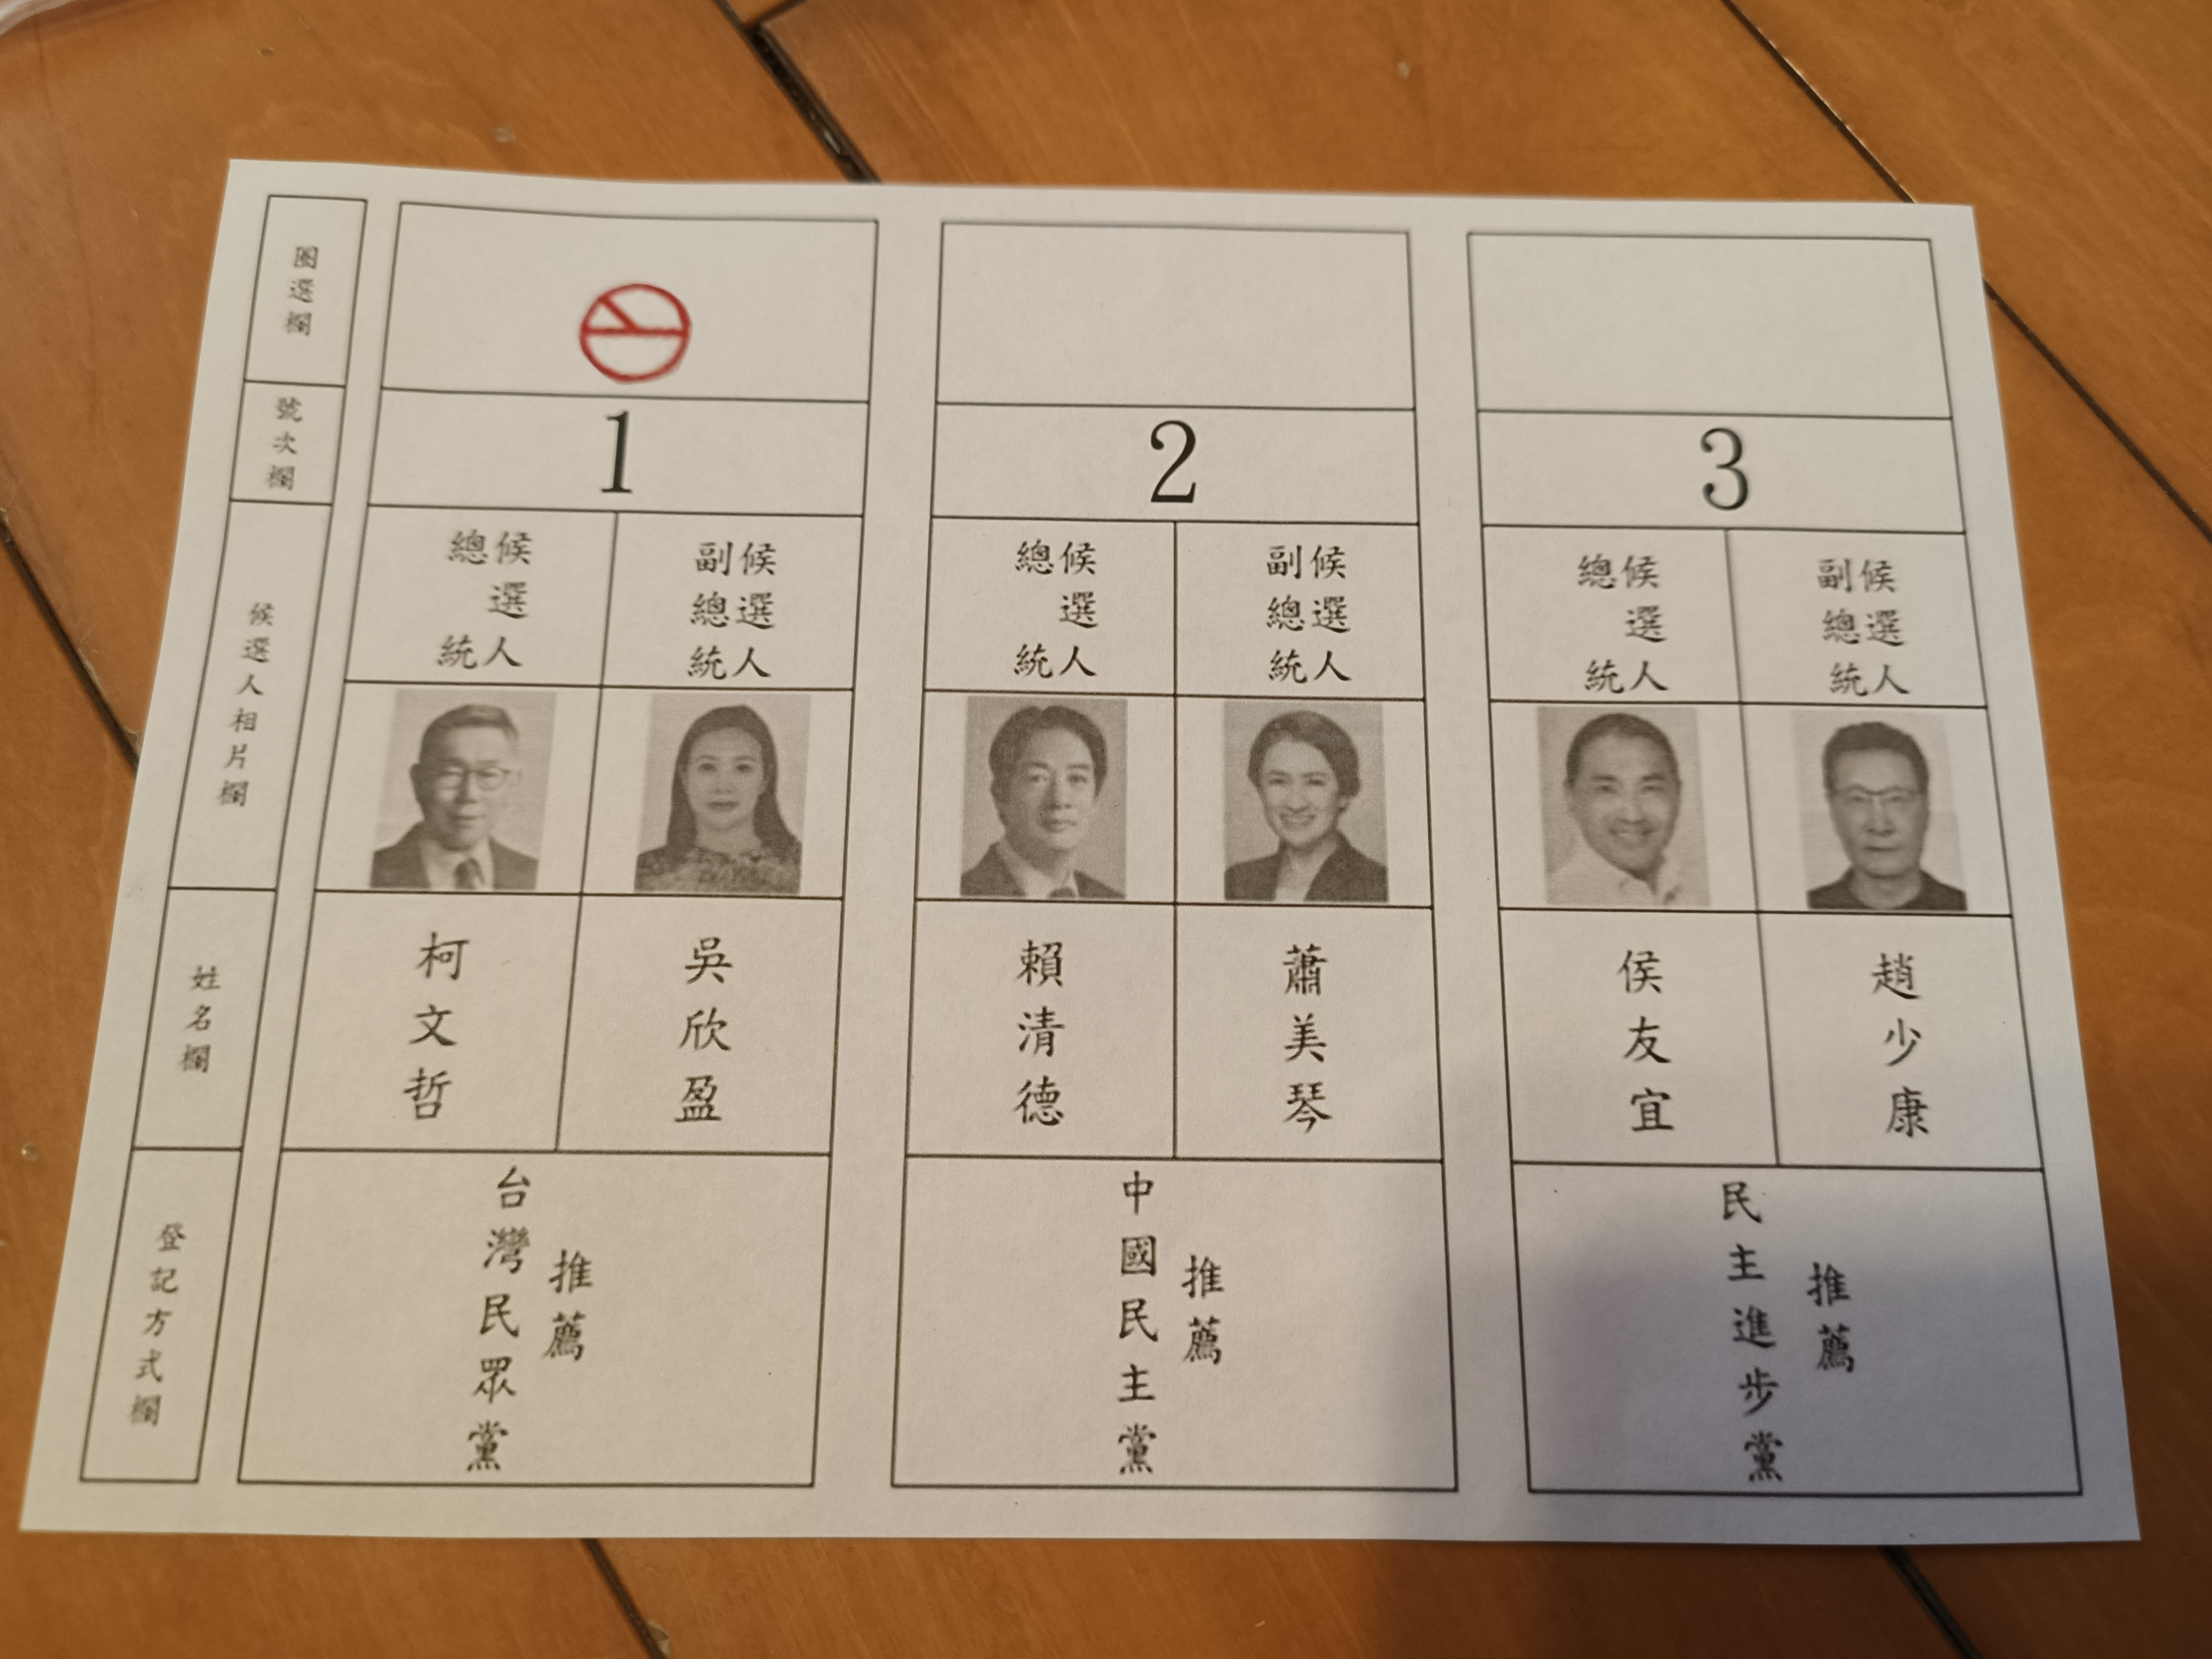 圈選欄
號次欄
候選人相片欄
姓名欄
登記方式欄
1
總統候選人
副總統候選人
柯文哲
吳欣盈
台灣民眾黨
推薦
2
總統候選人
副總統候選人
賴清德
蕭美琴
中國民主黨
推薦
3
總統候選人
副總統候選人
侯友宜
趙少康
民主進步黨
推薦